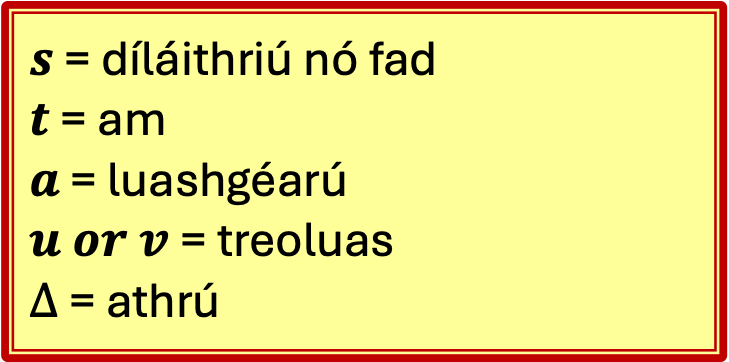 s = díláithriú nó fad
t = am
a = luashgéarú
u or v = treoluas
Δ = athrú